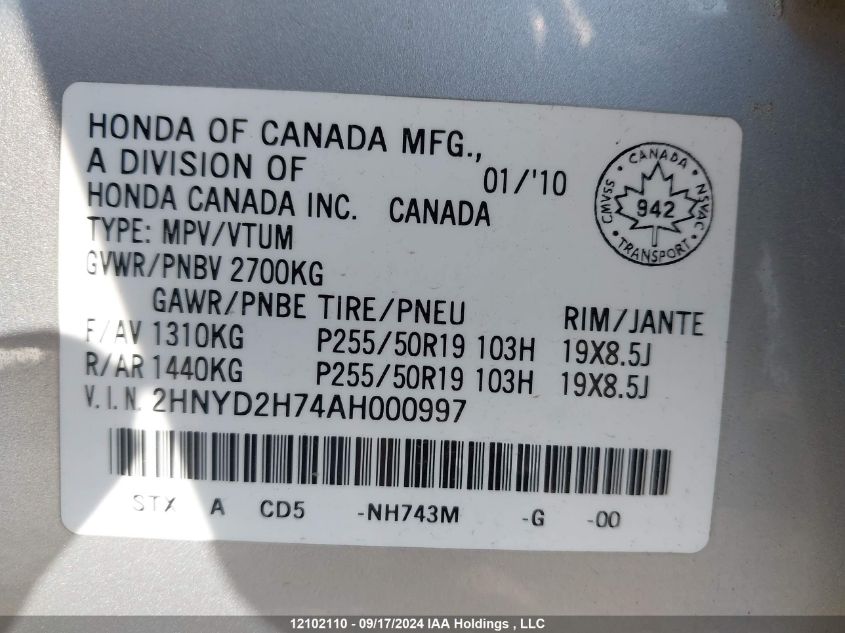 HONDA OF CANADA MFG.,
A DIVISION OF
HONDA CANADA INC. CANADA
01/'10
TYPE: MPV/VTUM
GVWR/PNBV 2700KG
GAWR/PNBE TIRE/PNEU RIM/JANTE
F/AV 1310KG P255/50R19 103H 19X8.5J
R/AR 1440KG P255/50R19 103H 19X8.5J
V.I.N. 2HNYD2H74AH000997
STX A CD5 -NH743M -G -00
CANADA
CMVSS 942 NSVAC
TRANSPORT
12102110 - 09/17/2024 IAA Holdings , LLC